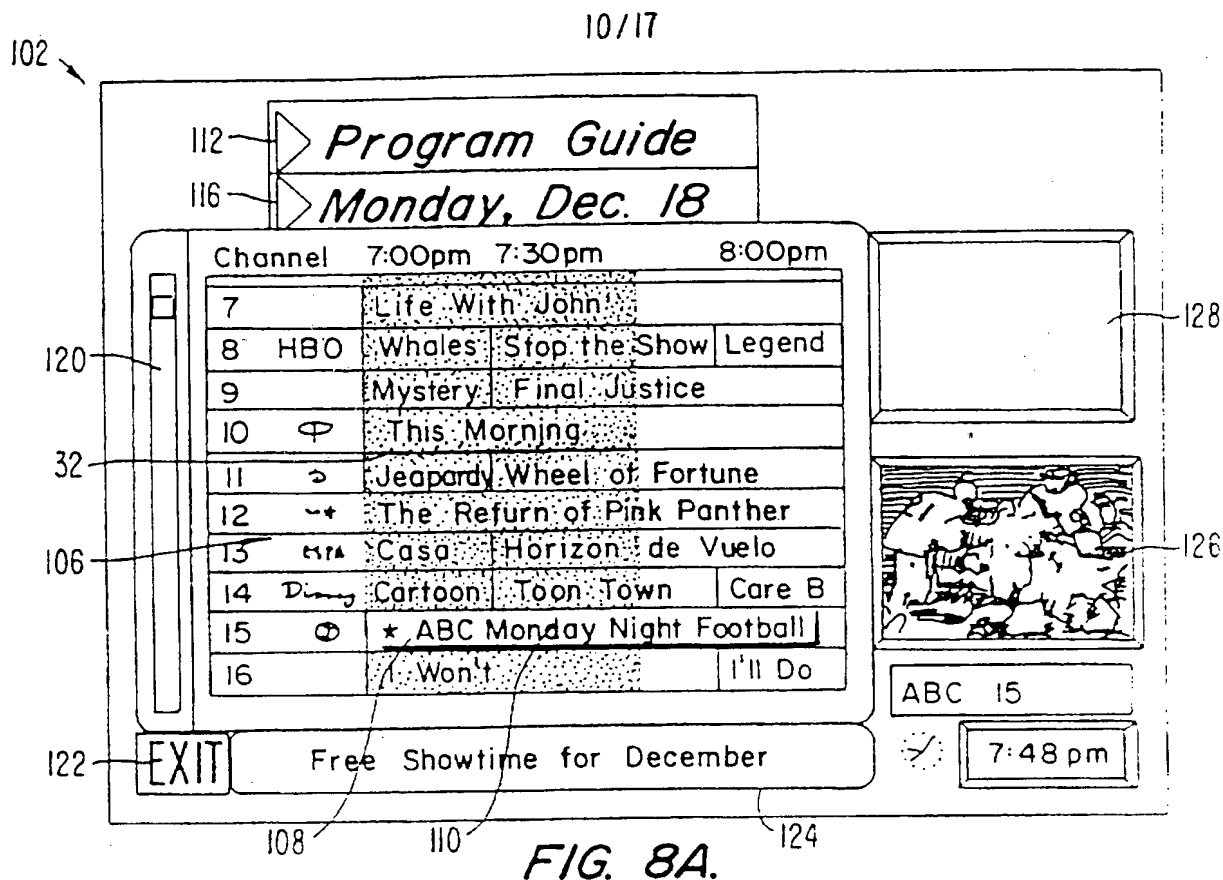 10/17
102
112
Program Guide
116
Monday, Dec. 18
Channel 7:00pm 7:30pm 8:00pm
7 Life With John
8 HBO Whales Stop the Show Legend
128
120
9 Mystery Final Justice
10 This Morning
32
11 Jeapardy Wheel of Fortune
12 The Return of Pink Panther
106
13 Casa Horizon de Vuelo
126
14 Disney Cartoon Toon Town Care B
15 ★ ABC Monday Night Football
16 I Won't I'll Do
ABC 15
122
EXIT
Free Showtime for December
7:48 pm
108
110
124
FIG. 8A.